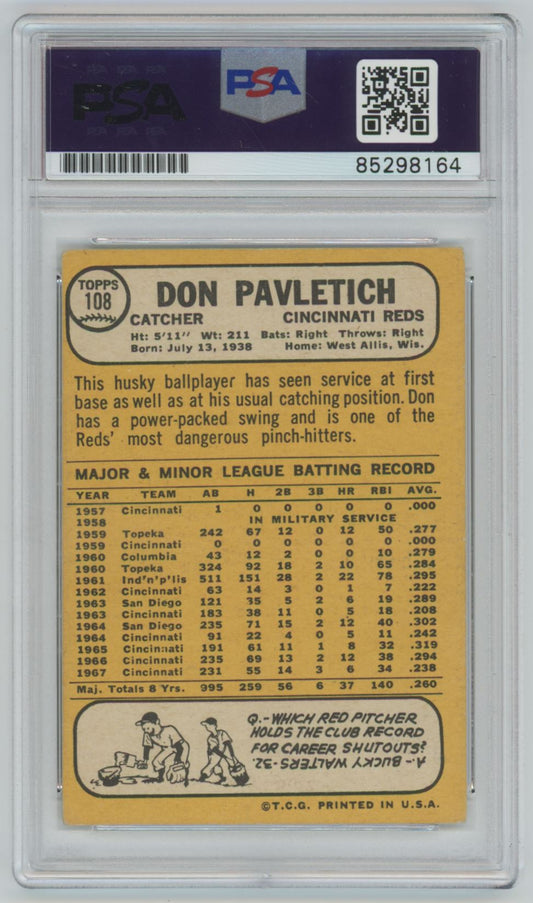 PSA PSA PSA
PSA
PSA PSA PSA
PSA
85298164
TOPPS
108
DON PAVLETICH
CATCHER CINCINNATI REDS
Ht: 5'11" Wt: 211 Bats: Right Throws: Right
Born: July 13, 1938 Home: West Allis, Wis.
This husky ballplayer has seen service at first
base as well as at his usual catching position. Don
has a power-packed swing and is one of the
Reds' most dangerous pinch-hitters.
MAJOR & MINOR LEAGUE BATTING RECORD
YEAR TEAM AB H 2B 3B HR RBI AVG.
1957 Cincinnati 1 0 0 0 0 0 .000
1958 IN MILITARY SERVICE
1959 Topeka 242 67 12 0 12 50 .277
1959 Cincinnati 0 0 0 0 0 0 .000
1960 Columbia 43 12 2 0 0 10 .279
1960 Topeka 324 92 18 2 10 65 .284
1961 Ind'n'p'lis 511 151 28 2 22 78 .295
1962 Cincinnati 63 14 3 0 1 7 .222
1963 San Diego 121 35 5 2 6 19 .289
1963 Cincinnati 183 38 11 0 5 18 .208
1964 San Diego 235 71 15 2 12 40 .302
1964 Cincinnati 91 22 4 0 5 11 .242
1965 Cincinnati 191 61 11 1 8 32 .319
1966 Cincinnati 235 69 13 2 12 38 .294
1967 Cincinnati 231 55 14 3 6 34 .238
Maj. Totals 8 Yrs. 995 259 56 6 37 140 .260
Q.-WHICH RED PITCHER
HOLDS THE CLUB RECORD
FOR CAREER SHUTOUTS?
A.-BUCKY WALTERS-32.
©T.C.G. PRINTED IN U.S.A.